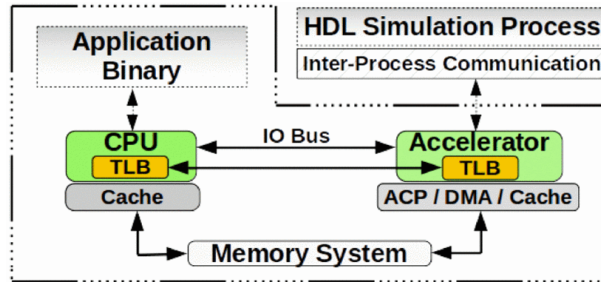 Application
Binary
HDL Simulation Process
Inter-Process Communication
CPU
TLB
Cache
IO Bus
Accelerator
TLB
ACP / DMA / Cache
Memory System